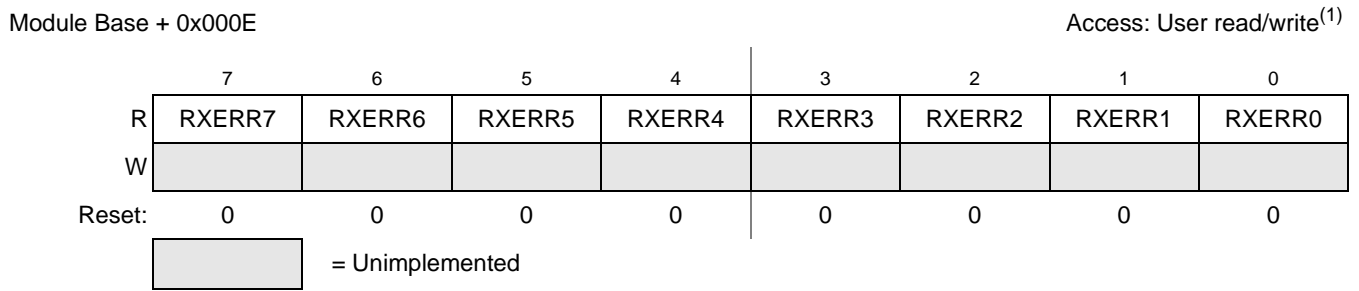 Module Base + 0x000E Access: User read/write(1)
7 6 5 4 3 2 1 0
R RXERR7 RXERR6 RXERR5 RXERR4 RXERR3 RXERR2 RXERR1 RXERR0
W
Reset: 0 0 0 0 0 0 0 0
= Unimplemented